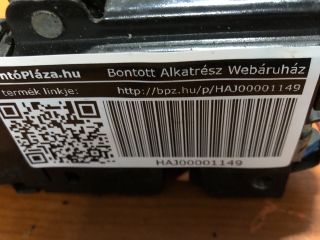 ntóPláza.hu Bontott Alkatrész Webáruház
termék linkje: http://bpz.hu/p/HAJ00001149
HAJ00001149